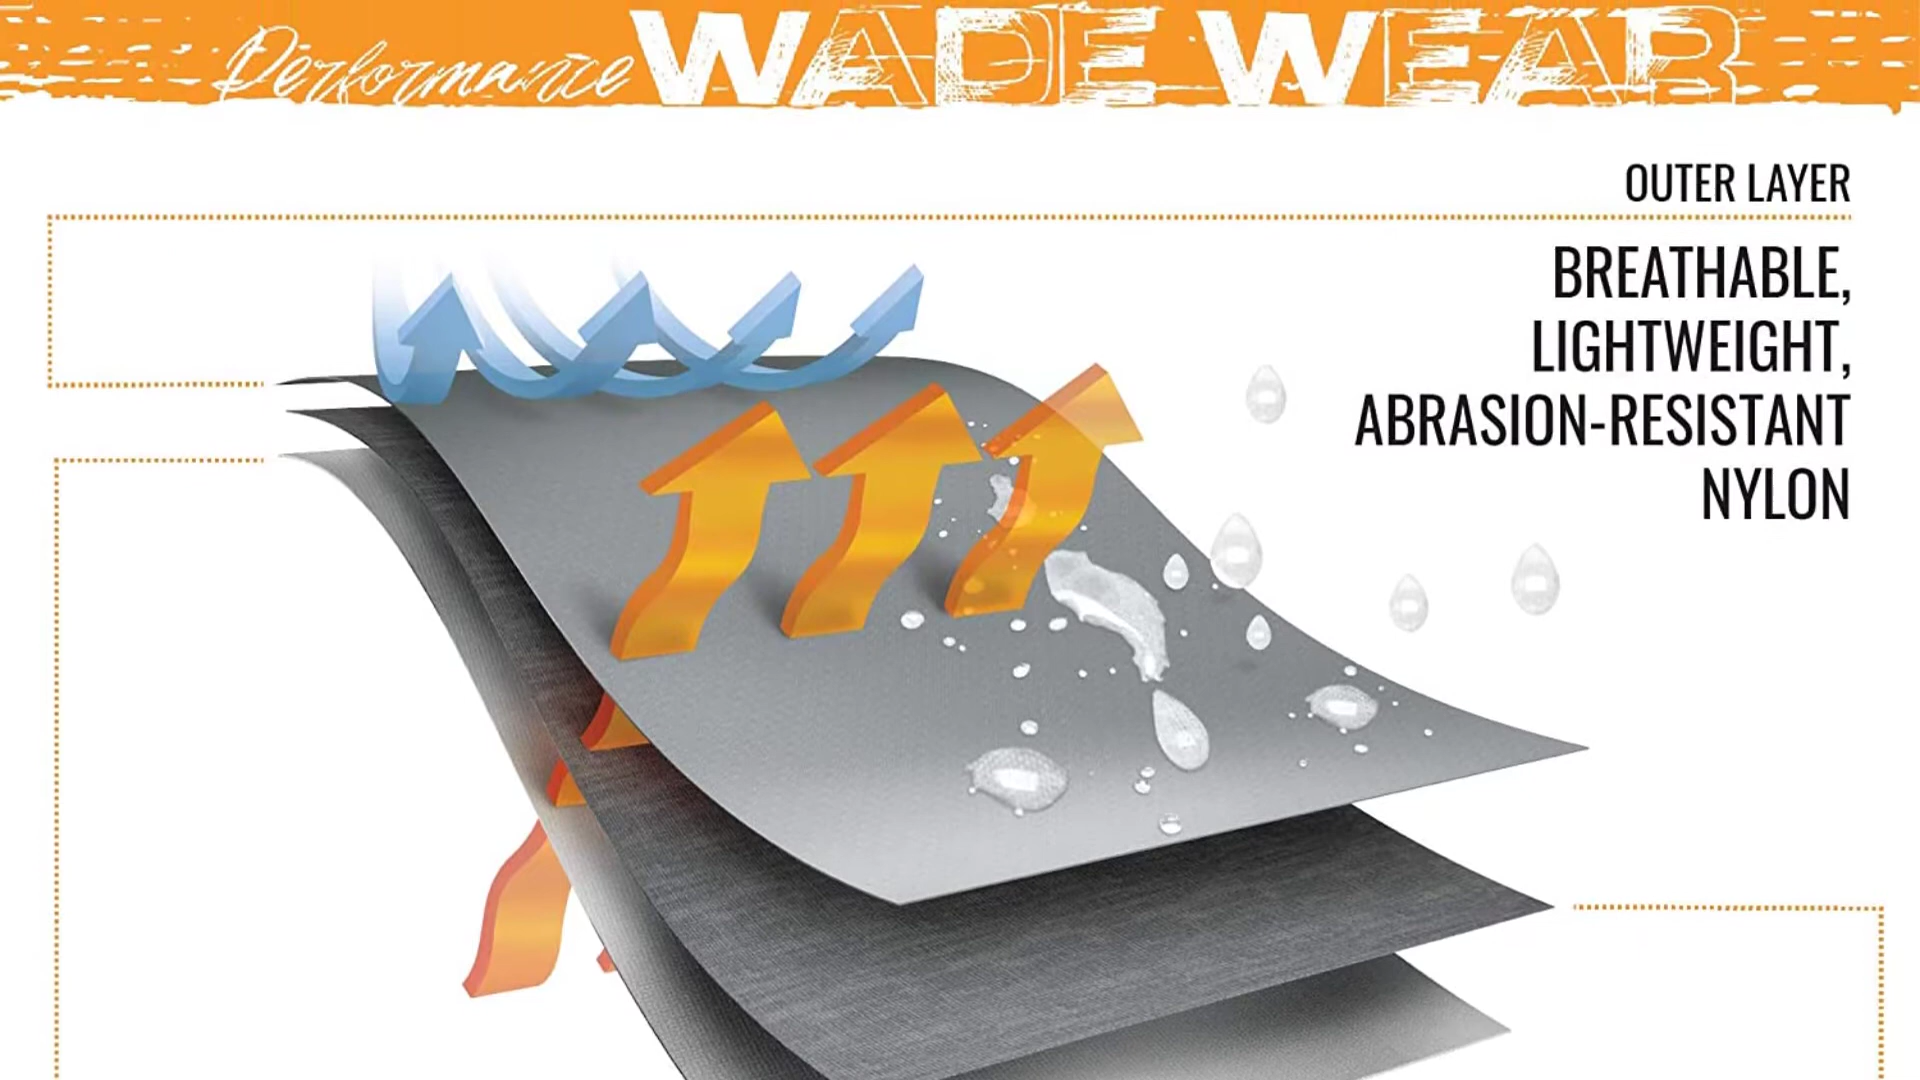 Performance WADE WEAR
OUTER LAYER
BREATHABLE,
LIGHTWEIGHT,
ABRASION-RESISTANT
NYLON